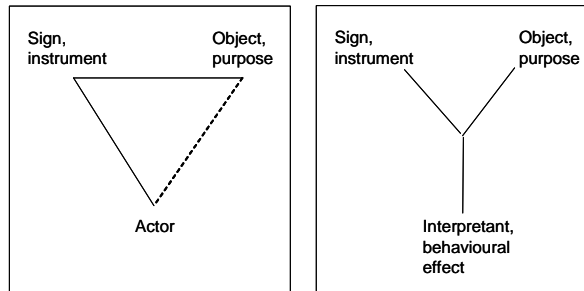 Sign,
instrument
Object,
purpose
Actor
Sign,
instrument
Object,
purpose
Interpretant,
behavioural
effect